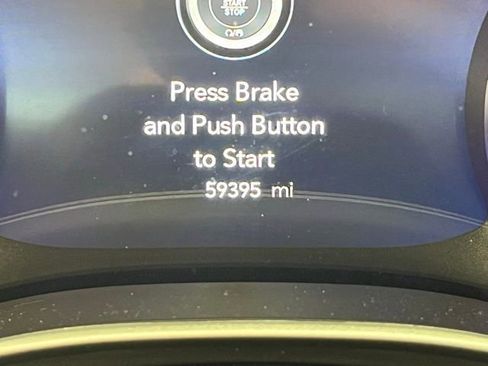 START
STOP
Press Brake
and Push Button
to Start
59395 mi